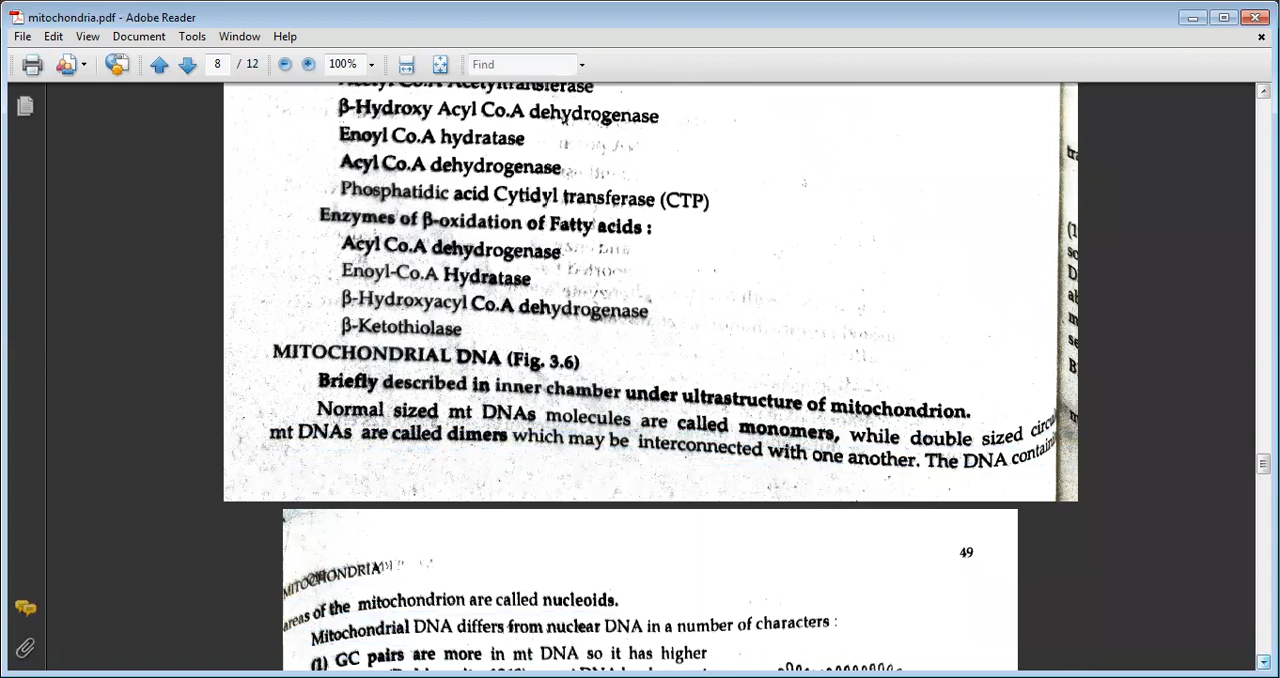 mitochondria.pdf - Adobe Reader
File Edit View Document Tools Window Help
8 / 12 100% Find
Acetyl Co.A Acetyltransferase
β-Hydroxy Acyl Co.A dehydrogenase
Enoyl Co.A hydratase
Acyl Co.A dehydrogenase
Phosphatidic acid Cytidyl transferase (CTP)
Enzymes of β-oxidation of Fatty acids :
Acyl Co.A dehydrogenase
Enoyl-Co.A Hydratase
β-Hydroxyacyl Co.A dehydrogenase
β-Ketothiolase
MITOCHONDRIAL DNA (Fig. 3.6)
Briefly described in inner chamber under ultrastructure of mitochondrion.
Normal sized mt DNAs molecules are called monomers, while double sized
mt DNAs are called dimers which may be interconnected with one another. The DNA
49
MITOCHONDRIA
areas of the mitochondrion are called nucleoids.
Mitochondrial DNA differs from nuclear DNA in a number of characters :
(1) GC pairs are more in mt DNA so it has higher